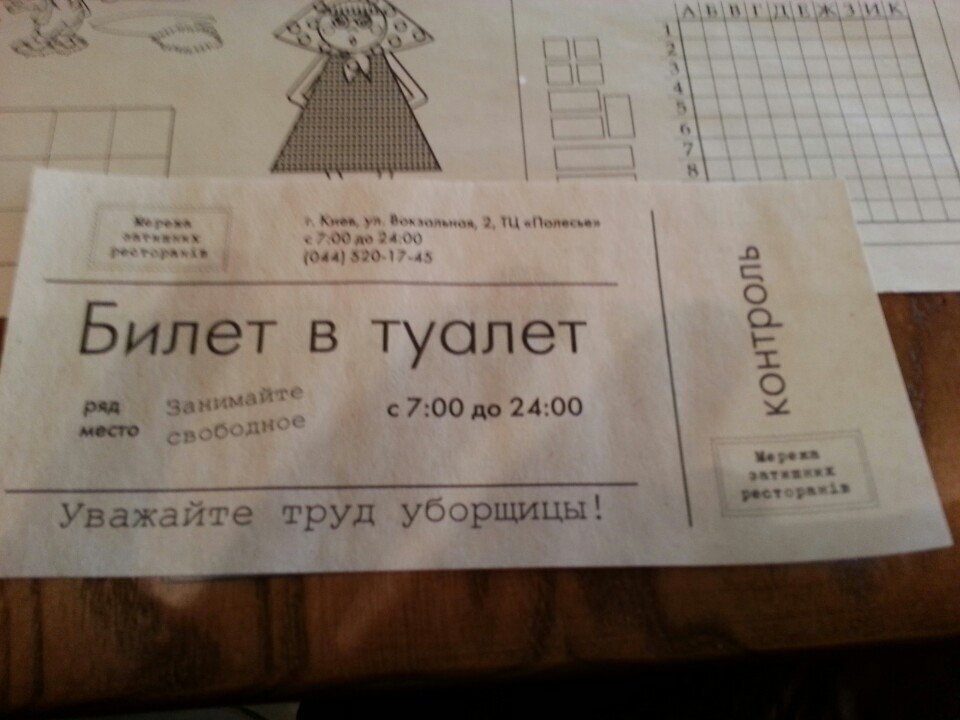 А Б В Г Д Е Ж З И К
1
2
3
4
5
6
7
8
Мережа
затишних
ресторанів
г. Киев, ул. Вокзальная, 2, ТЦ «Полесье»
с 7:00 до 24:00
(044) 520-17-45
Билет в туалет
ряд
место
Занимайте
свободное
с 7:00 до 24:00
Уважайте труд уборщицы!
контроль
Мережа
затишних
ресторанів